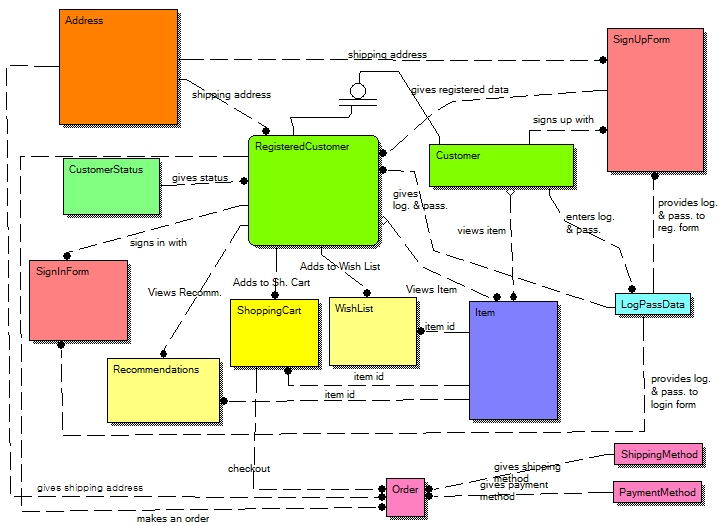 Address
SignUpForm
shipping address
shipping address
gives registered data
signs up with
RegisteredCustomer
Customer
CustomerStatus
gives status
gives
log. & pass.
enters log.
& pass.
provides log.
& pass. to
reg. form
views item
signs in with
SignInForm
Adds to Wish List
Adds to Sh. Cart
Views Recomm.
Views Item
ShoppingCart
WishList
Item
LogPassData
item id
Recommendations
item id
item id
provides log.
& pass. to
login form
checkout
gives shipping
method
ShippingMethod
gives payment
method
PaymentMethod
gives shipping address
Order
makes an order